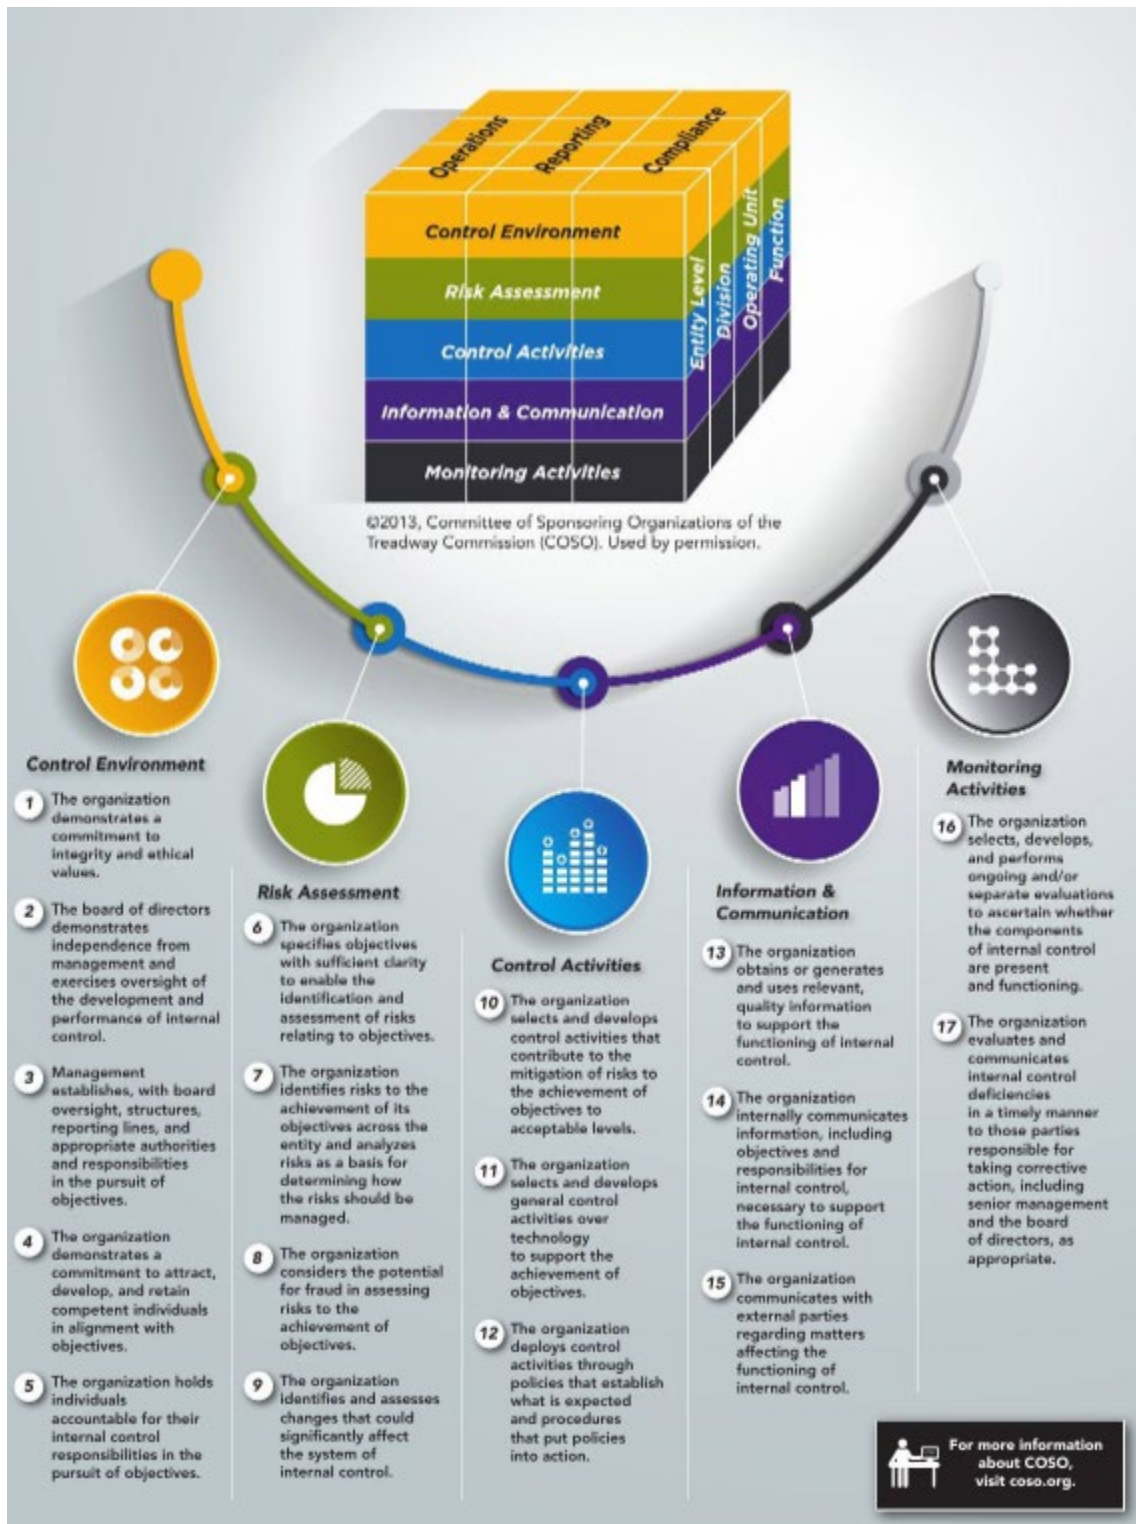 Operations
Reporting
Compliance
Control Environment
Risk Assessment
Control Activities
Information & Communication
Monitoring Activities
Entity Level
Division
Operating Unit
Function
©2013, Committee of Sponsoring Organizations of the
Treadway Commission (COSO). Used by permission.
Control Environment
1 The organization
demonstrates a
commitment to
integrity and ethical
values.
2 The board of directors
demonstrates
independence from
management and
exercises oversight of
the development and
performance of internal
control.
3 Management
establishes, with board
oversight, structures,
reporting lines, and
appropriate authorities
and responsibilities
in the pursuit of
objectives.
4 The organization
demonstrates a
commitment to attract,
develop, and retain
competent individuals
in alignment with
objectives.
5 The organization holds
individuals
accountable for their
internal control
responsibilities in the
pursuit of objectives.
Risk Assessment
6 The organization
specifies objectives
with sufficient clarity
to enable the
identification and
assessment of risks
relating to objectives.
7 The organization
identifies risks to the
achievement of its
objectives across the
entity and analyzes
risks as a basis for
determining how
the risks should be
managed.
8 The organization
considers the potential
for fraud in assessing
risks to the
achievement of
objectives.
9 The organization
identifies and assesses
changes that could
significantly affect
the system of
internal control.
Control Activities
10 The organization
selects and develops
control activities that
contribute to the
mitigation of risks to
the achievement of
objectives to
acceptable levels.
11 The organization
selects and develops
general control
activities over
technology
to support the
achievement of
objectives.
12 The organization
deploys control
activities through
policies that establish
what is expected
and procedures
that put policies
into action.
Information &
Communication
13 The organization
obtains or generates
and uses relevant,
quality information
to support the
functioning of internal
control.
14 The organization
internally communicates
information, including
objectives and
responsibilities for
internal control,
necessary to support
the functioning of
internal control.
15 The organization
communicates with
external parties
regarding matters
affecting the
functioning of
internal control.
Monitoring
Activities
16 The organization
selects, develops,
and performs
ongoing and/or
separate evaluations
to ascertain whether
the components
of internal control
are present
and functioning.
17 The organization
evaluates and
communicates
internal control
deficiencies
in a timely manner
to those parties
responsible for
taking corrective
action, including
senior management
and the board
of directors, as
appropriate.
For more information
about COSO,
visit coso.org.